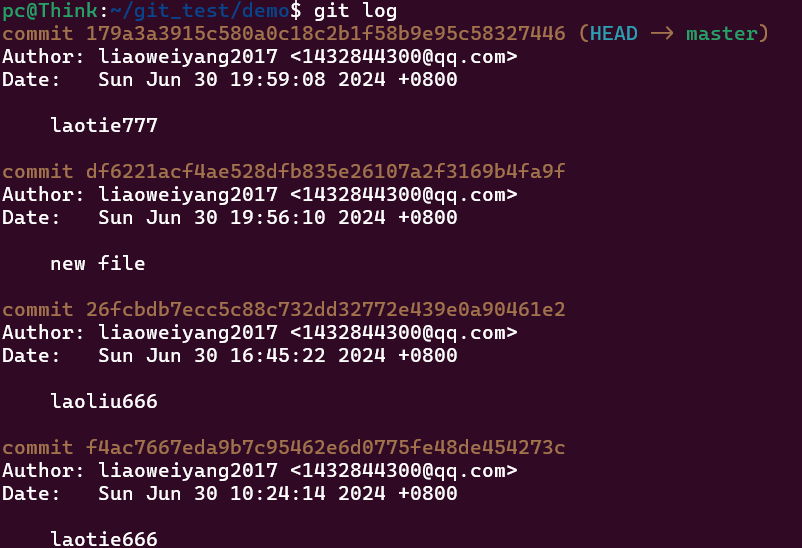 pc@Think:~/git_test/demo$ git log
commit 179a3a3915c580a0c18c2b1f58b9e95c58327446 (HEAD -> master)
Author: liaoweiyang2017 <1432844300@qq.com>
Date:   Sun Jun 30 19:59:08 2024 +0800
laotie777
commit df6221acf4ae528dfb835e26107a2f3169b4fa9f
Author: liaoweiyang2017 <1432844300@qq.com>
Date:   Sun Jun 30 19:56:10 2024 +0800
new file
commit 26fcbdb7ecc5c88c732dd32772e439e0a90461e2
Author: liaoweiyang2017 <1432844300@qq.com>
Date:   Sun Jun 30 16:45:22 2024 +0800
laoliu666
commit f4ac7667eda9b7c95462e6d0775fe48de454273c
Author: liaoweiyang2017 <1432844300@qq.com>
Date:   Sun Jun 30 10:24:14 2024 +0800
laotie666